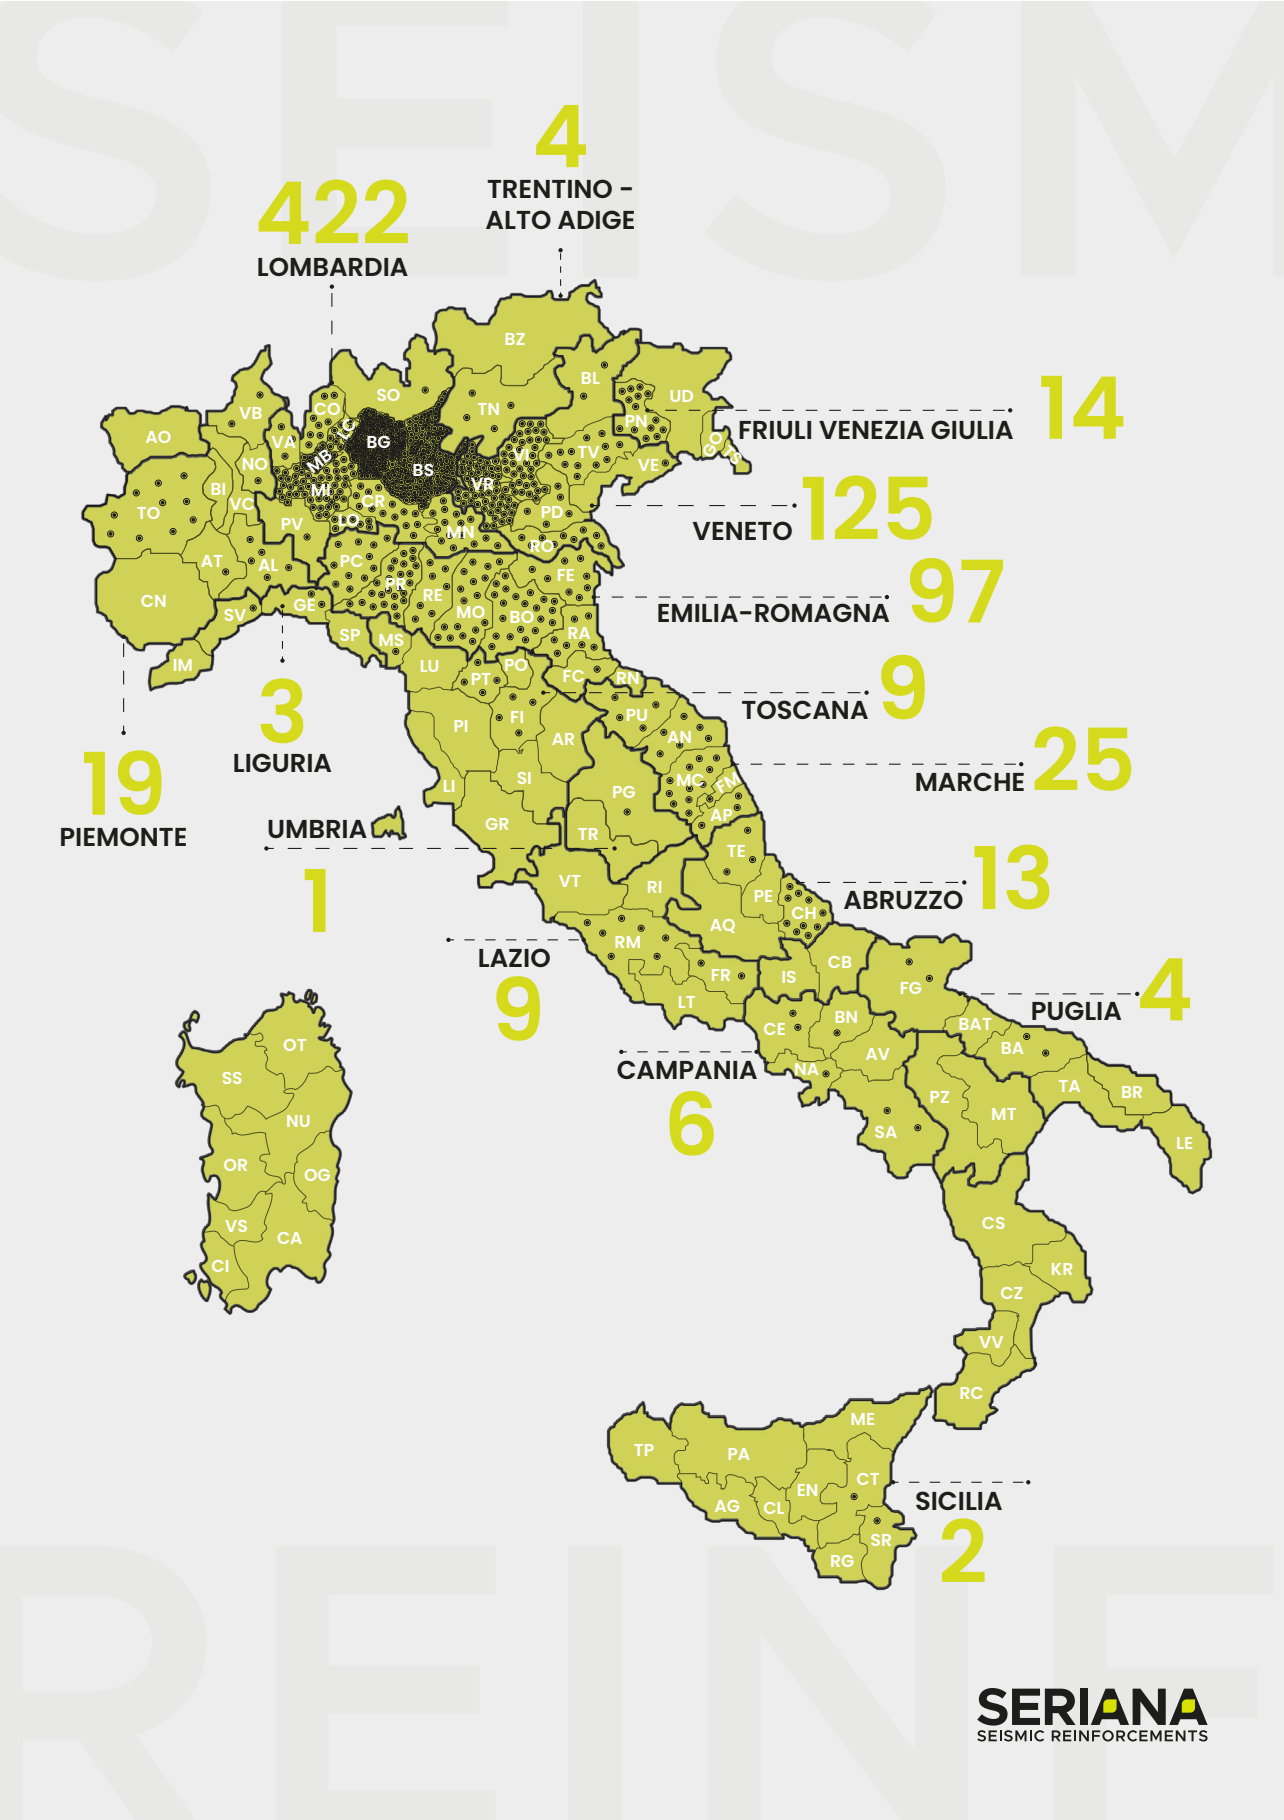 SEISM
4
TRENTINO -
ALTO ADIGE
422
LOMBARDIA
BZ
BL
UD
SO
TN
CO
PN
14
FRIULI VENEZIA GIULIA
VB
AO
VA
LC
BG
GO
TS
NO
MB
BS
VI
TV
VE
BI
MI
VR
TO
VC
CR
PV
LO
PD
125
VENETO
MN
RO
AT
AL
PC
FE
97
EMILIA-ROMAGNA
CN
PR
RE
MO
BO
GE
SV
SP
MS
RA
IM
LU
PT
PO
FC
RN
9
TOSCANA
3
LIGURIA
PI
FI
PU
AR
AN
25
MARCHE
19
PIEMONTE
LI
SI
PG
MC
FM
UMBRIA
1
GR
TR
AP
TE
VT
RI
PE
13
ABRUZZO
CH
AQ
RM
LAZIO
9
FR
IS
CB
LT
FG
4
PUGLIA
CE
BN
BAT
BA
AV
CAMPANIA
6
NA
PZ
MT
TA
BR
SA
LE
OT
SS
NU
OR
OG
VS
CA
CI
CS
KR
CZ
VV
RC
ME
TP
PA
CT
EN
AG
CL
SICILIA
2
SR
RG
REINF
SERIANA
SEISMIC REINFORCEMENTS